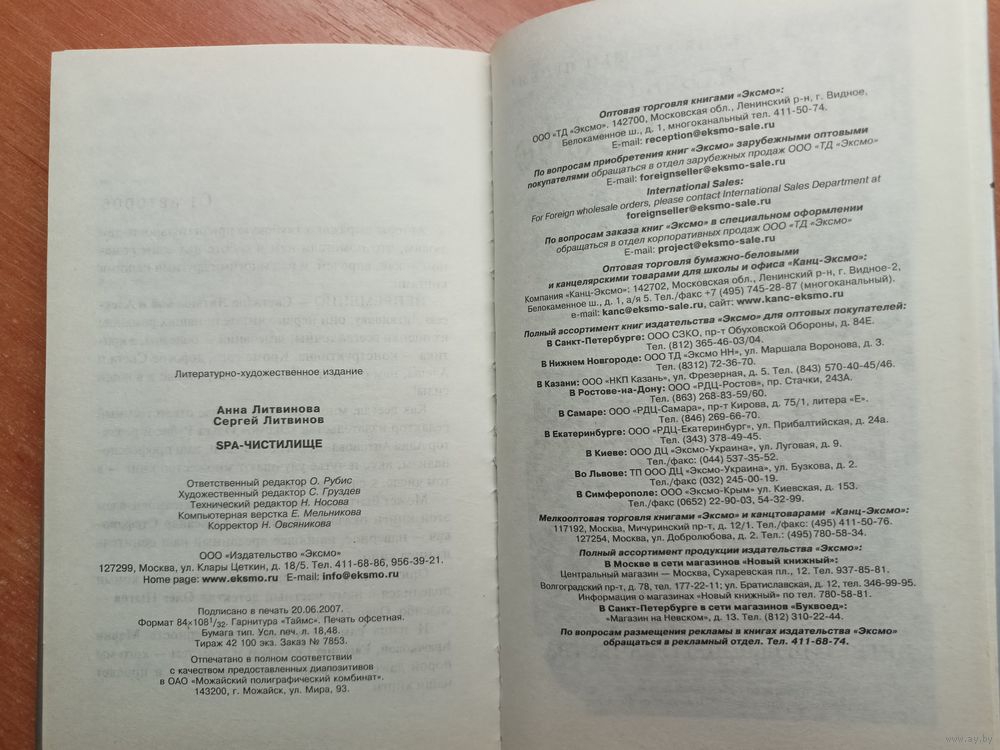 Литературно-художественное издание
Анна Литвинова
Сергей Литвинов
SPA-ЧИСТИЛИЩЕ
Ответственный редактор О. Рубис
Художественный редактор С. Груздев
Технический редактор Н. Носова
Компьютерная верстка Е. Мельникова
Корректор Н. Овсяникова
ООО «Издательство «Эксмо»
127299, Москва, ул. Клары Цеткин, д. 18/5. Тел. 411-68-86, 956-39-21.
Home page: www.eksmo.ru E-mail: info@eksmo.ru
Подписано в печать 20.06.2007.
Формат 84×108 1/32. Гарнитура «Таймс». Печать офсетная.
Бумага тип. Усл. печ. л. 18,48.
Тираж 42 100 экз. Заказ № 7853.
Отпечатано в полном соответствии
с качеством предоставленных диапозитивов
в ОАО «Можайский полиграфический комбинат».
143200, г. Можайск, ул. Мира, 93.
Оптовая торговля книгами «Эксмо»:
ООО «ТД «Эксмо». 142700, Московская обл., Ленинский р-н, г. Видное,
Белокаменное ш., д. 1, многоканальный тел. 411-50-74.
E-mail: reception@eksmo-sale.ru
По вопросам приобретения книг «Эксмо» зарубежными оптовыми
покупателями обращаться в отдел зарубежных продаж ООО «ТД «Эксмо»
E-mail: foreignseller@eksmo-sale.ru
International Sales:
For Foreign wholesale orders, please contact International Sales Department at
foreignseller@eksmo-sale.ru
По вопросам заказа книг «Эксмо» в специальном оформлении
обращаться в отдел корпоративных продаж ООО «ТД «Эксмо»
E-mail: project@eksmo-sale.ru
Оптовая торговля бумажно-беловыми
и канцелярскими товарами для школы и офиса «Канц-Эксмо»:
Компания «Канц-Эксмо»: 142702, Московская обл., Ленинский р-н, г. Видное-2,
Белокаменное ш., д. 1, а/я 5. Тел./факс +7 (495) 745-28-87 (многоканальный).
e-mail: kanc@eksmo-sale.ru, сайт: www.kanc-eksmo.ru
Полный ассортимент книг издательства «Эксмо» для оптовых покупателей:
В Санкт-Петербурге: ООО СЗКО, пр-т Обуховской Обороны, д. 84Е.
Тел. (812) 365-46-03/04.
В Нижнем Новгороде: ООО ТД «Эксмо НН», ул. Маршала Воронова, д. 3.
Тел. (8312) 72-36-70.
В Казани: ООО «НКП Казань», ул. Фрезерная, д. 5. Тел. (843) 570-40-45/46.
В Ростове-на-Дону: ООО «РДЦ-Ростов», пр. Стачки, 243А.
Тел. (863) 268-83-59/60.
В Самаре: ООО «РДЦ-Самара», пр-т Кирова, д. 75/1, литера «Е».
Тел. (846) 269-66-70.
В Екатеринбурге: ООО «РДЦ-Екатеринбург», ул. Прибалтийская, д. 24а.
Тел. (343) 378-49-45.
В Киеве: ООО ДЦ «Эксмо-Украина», ул. Луговая, д. 9.
Тел./факс: (044) 537-35-52.
Во Львове: ТП ООО ДЦ «Эксмо-Украина», ул. Бузкова, д. 2.
Тел./факс (032) 245-00-19.
В Симферополе: ООО «Эксмо-Крым» ул. Киевская, д. 153.
Тел./факс (0652) 22-90-03, 54-32-99.
Мелкооптовая торговля книгами «Эксмо» и канцтоварами «Канц-Эксмо»:
117192, Москва, Мичуринский пр-т, д. 12/1. Тел./факс: (495) 411-50-76.
127254, Москва, ул. Добролюбова, д. 2. Тел.: (495) 780-58-34.
Полный ассортимент продукции издательства «Эксмо»:
В Москве в сети магазинов «Новый книжный»:
Центральный магазин — Москва, Сухаревская пл., 12. Тел. 937-85-81.
Волгоградский пр-т, д. 78, тел. 177-22-11; ул. Братиславская, д. 12, тел. 346-99-95.
Информация о магазинах «Новый книжный» по тел. 780-58-81.
В Санкт-Петербурге в сети магазинов «Буквоед»:
«Магазин на Невском», д. 13. Тел. (812) 310-22-44.
По вопросам размещения рекламы в книгах издательства «Эксмо»
обращаться в рекламный отдел. Тел. 411-68-74.
www.ay.by